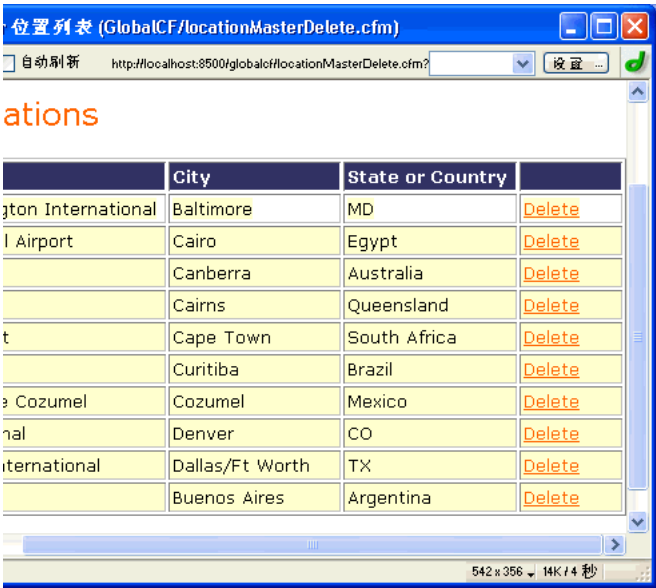 位置列表 (GlobalCF/locationMasterDelete.cfm)
自动刷新 http://localhost:8500/globalcf/locationMasterDelete.cfm? 设置 ...
ations
City State or Country
gton International Baltimore MD Delete
l Airport Cairo Egypt Delete
Canberra Australia Delete
Cairns Queensland Delete
t Cape Town South Africa Delete
Curitiba Brazil Delete
e Cozumel Cozumel Mexico Delete
nal Denver CO Delete
nternational Dallas/Ft Worth TX Delete
Buenos Aires Argentina Delete
542 x 356 14K / 4 秒